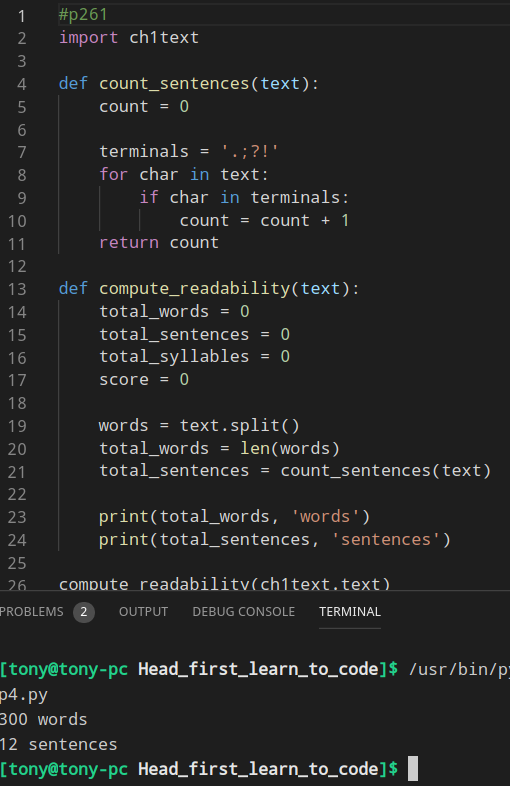 1 #p261
2 import ch1text
3
4 def count_sentences(text):
5 count = 0
6
7 terminals = '.;?!'
8 for char in text:
9 if char in terminals:
10 count = count + 1
11 return count
12
13 def compute_readability(text):
14 total_words = 0
15 total_sentences = 0
16 total_syllables = 0
17 score = 0
18
19 words = text.split()
20 total_words = len(words)
21 total_sentences = count_sentences(text)
22
23 print(total_words, 'words')
24 print(total_sentences, 'sentences')
25
26 compute_readability(ch1text.text)
PROBLEMS 2 OUTPUT DEBUG CONSOLE TERMINAL
[tony@tony-pc Head_first_learn_to_code]$ /usr/bin/py
p4.py
300 words
12 sentences
[tony@tony-pc Head_first_learn_to_code]$